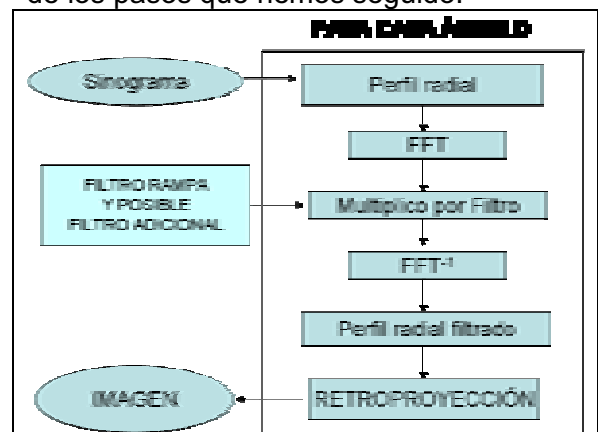 de los pasos que hemos seguido.
PARA CADA ÁNGULO
Sinograma
Perfil radial
FFT
FILTRO RAMPA
Y POSIBLE
FILTRO ADICIONAL
Multiplico por Filtro
FFT-1
Perfil radial filtrado
IMAGEN
RETROPROYECCIÓN